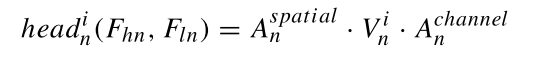 head_n^i(F_{hn}, F_{ln}) = A_n^{spatial} · V_n^i · A_n^{channel}